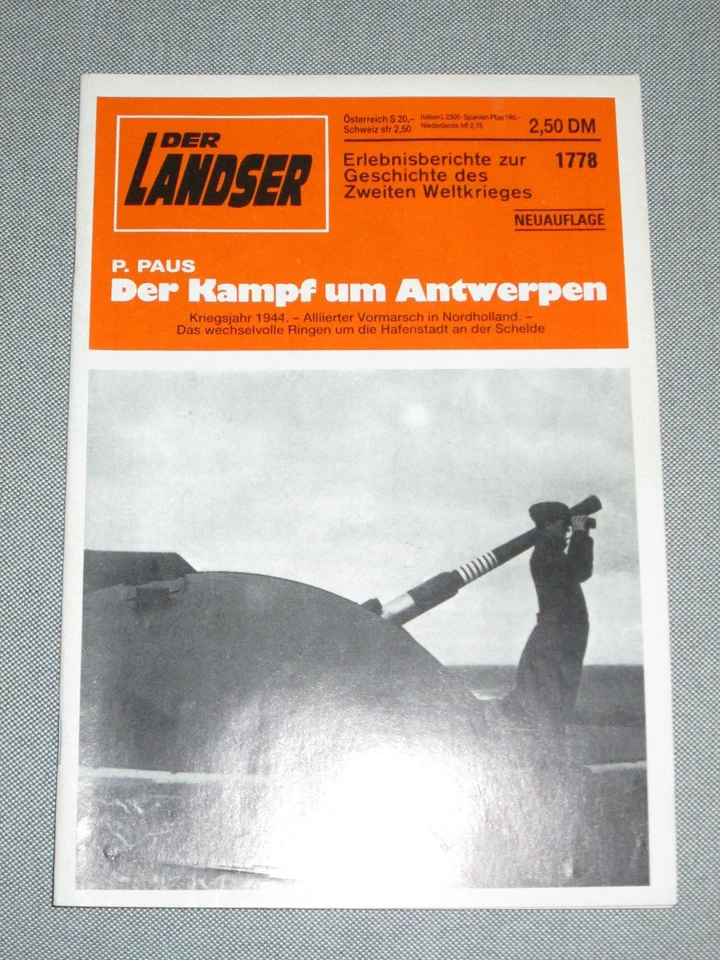 DER
LANDSER
Österreich S 20,–
Schweiz sfr 2,50
Italien L 2300 · Spanien Ptas 190,–
Niederlande hfl 2,75
2,50 DM
Erlebnisberichte zur
Geschichte des
Zweiten Weltkrieges
1778
NEUAUFLAGE
P. PAUS
Der Kampf um Antwerpen
Kriegsjahr 1944. – Alliierter Vormarsch in Nordholland. –
Das wechselvolle Ringen um die Hafenstadt an der Schelde